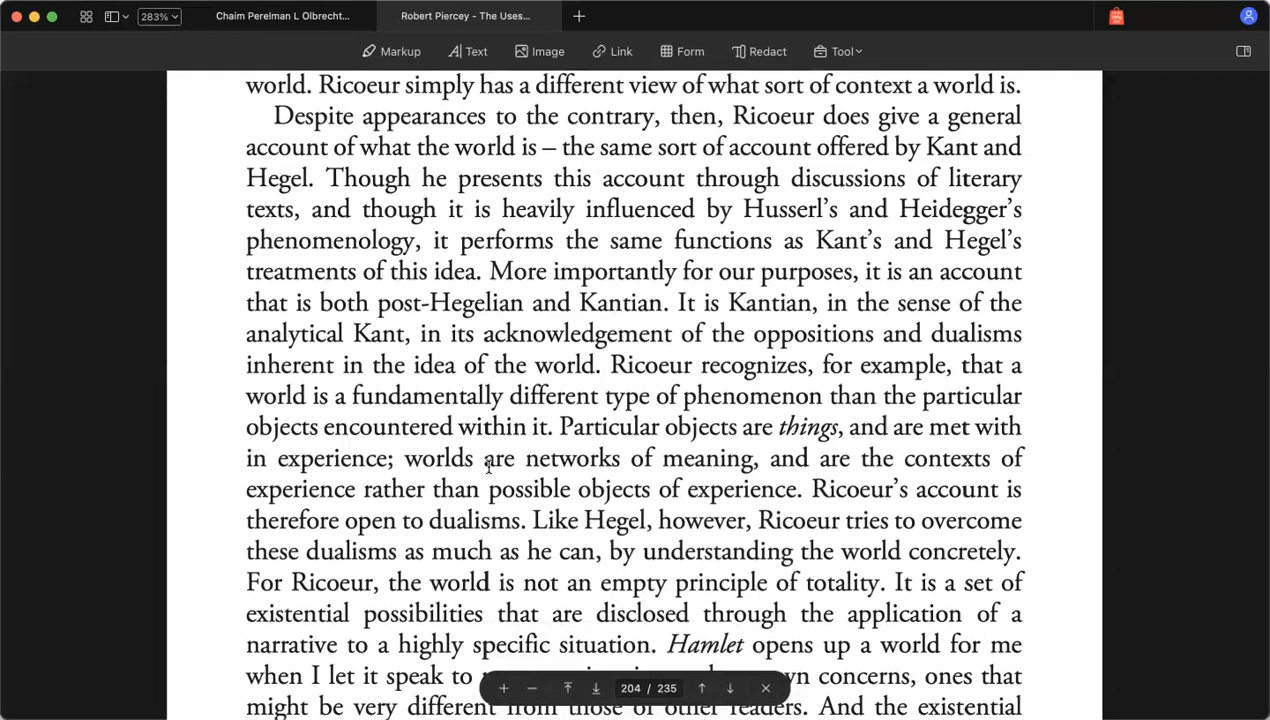 283%
Chaim Perelman L Olbrecht...
Robert Piercey - The Uses...
Markup
Text
Image
Link
Form
Redact
Tool
world. Ricoeur simply has a different view of what sort of context a world is.
Despite appearances to the contrary, then, Ricoeur does give a general
account of what the world is – the same sort of account offered by Kant and
Hegel. Though he presents this account through discussions of literary
texts, and though it is heavily influenced by Husserl's and Heidegger's
phenomenology, it performs the same functions as Kant's and Hegel's
treatments of this idea. More importantly for our purposes, it is an account
that is both post-Hegelian and Kantian. It is Kantian, in the sense of the
analytical Kant, in its acknowledgement of the oppositions and dualisms
inherent in the idea of the world. Ricoeur recognizes, for example, that a
world is a fundamentally different type of phenomenon than the particular
objects encountered within it. Particular objects are things, and are met with
in experience; worlds are networks of meaning, and are the contexts of
experience rather than possible objects of experience. Ricoeur's account is
therefore open to dualisms. Like Hegel, however, Ricoeur tries to overcome
these dualisms as much as he can, by understanding the world concretely.
For Ricoeur, the world is not an empty principle of totality. It is a set of
existential possibilities that are disclosed through the application of a
narrative to a highly specific situation. Hamlet opens up a world for me
when I let it speak to concerns, ones that
might be very different from those of other readers. And the existential
204 / 235